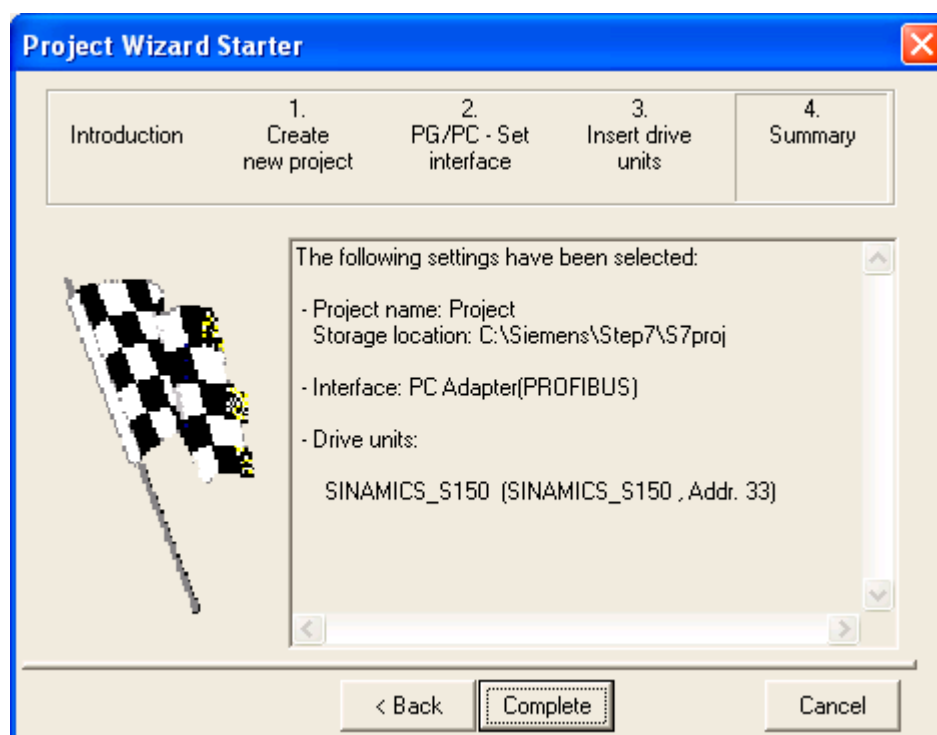 Project Wizard Starter
Introduction
1.
Create
new project
2.
PG/PC - Set
interface
3.
Insert drive
units
4.
Summary
The following settings have been selected:
- Project name: Project
Storage location: C:\Siemens\Step7\S7proj
- Interface: PC Adapter(PROFIBUS)
- Drive units:
SINAMICS_S150 (SINAMICS_S150 , Addr. 33)
< Back
Complete
Cancel